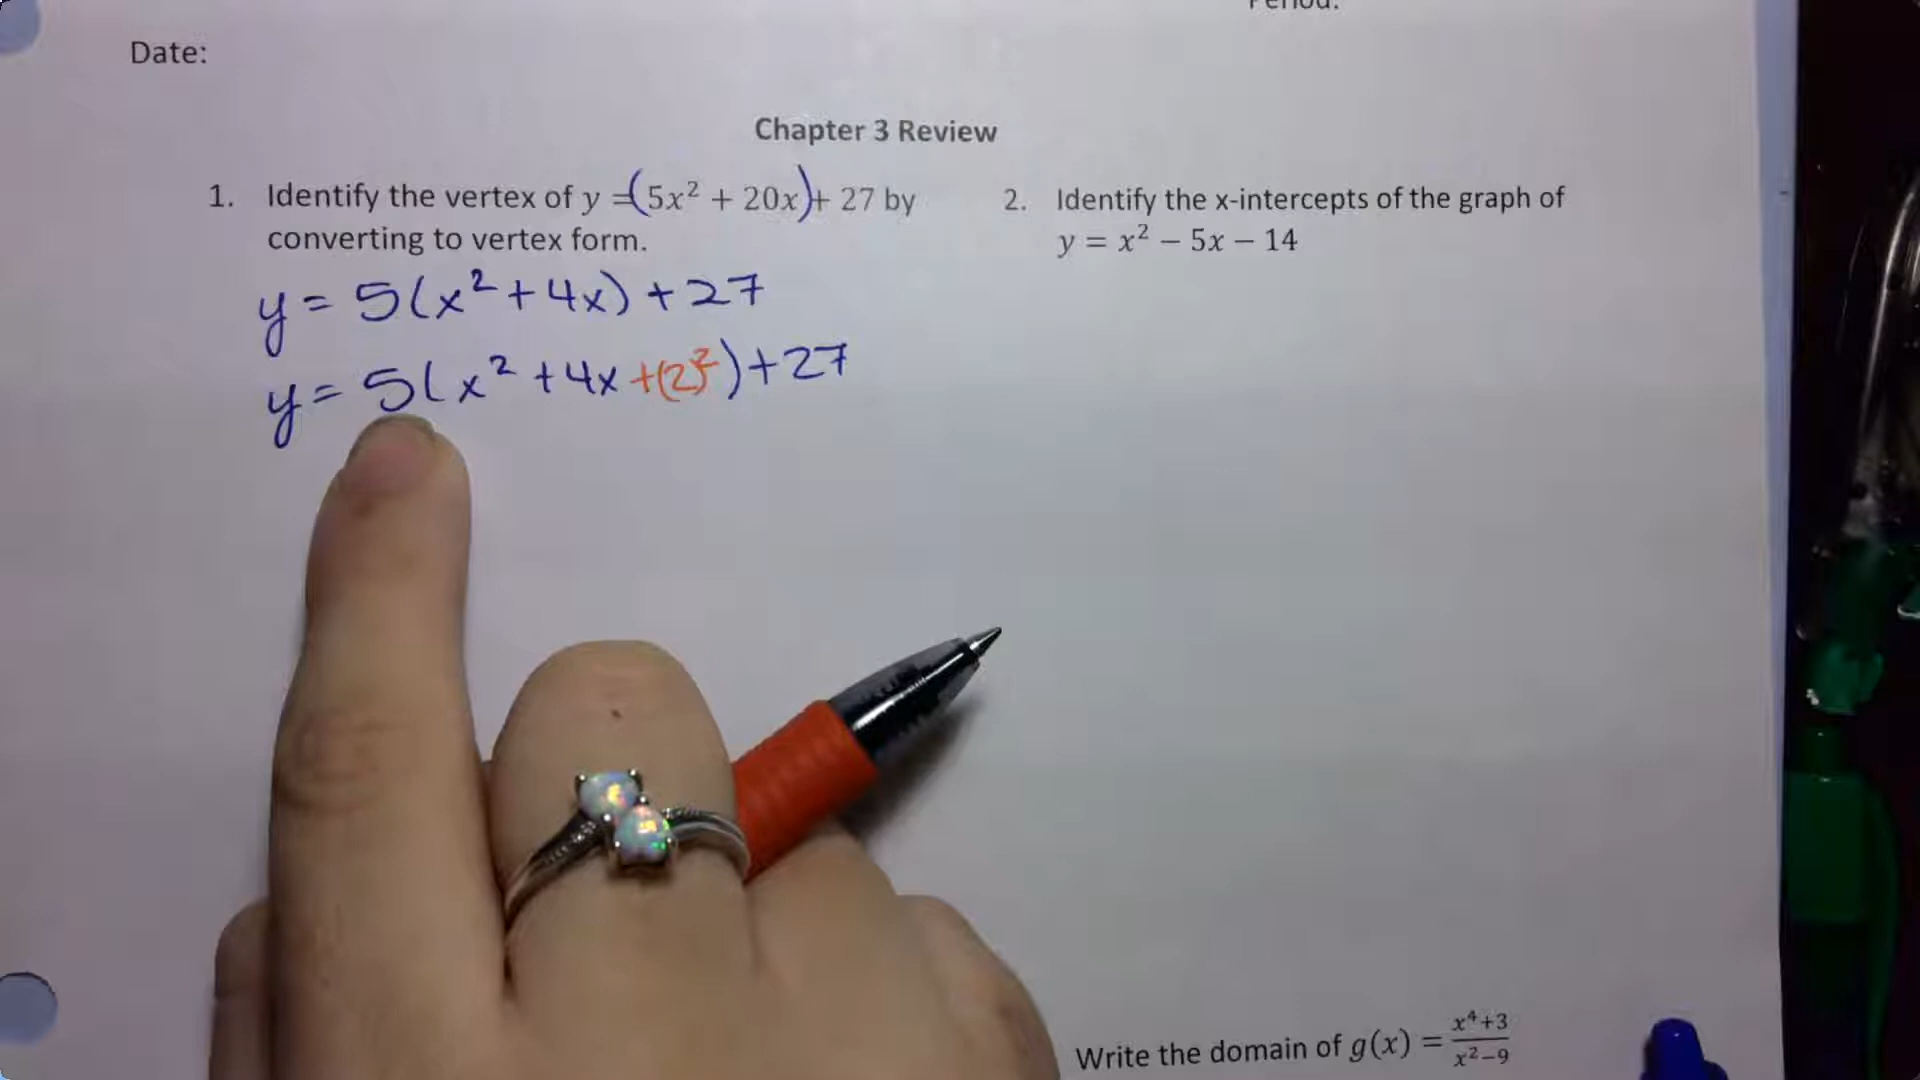 Period:
Date:
Chapter 3 Review
1. Identify the vertex of y =(5x² + 20x)+ 27 by
converting to vertex form.
y = 5(x² + 4x) + 27
y = 5(x² + 4x +(2)² ) + 27
2. Identify the x-intercepts of the graph of
y = x² − 5x − 14
Write the domain of g(x) = x⁴+3 / x²−9